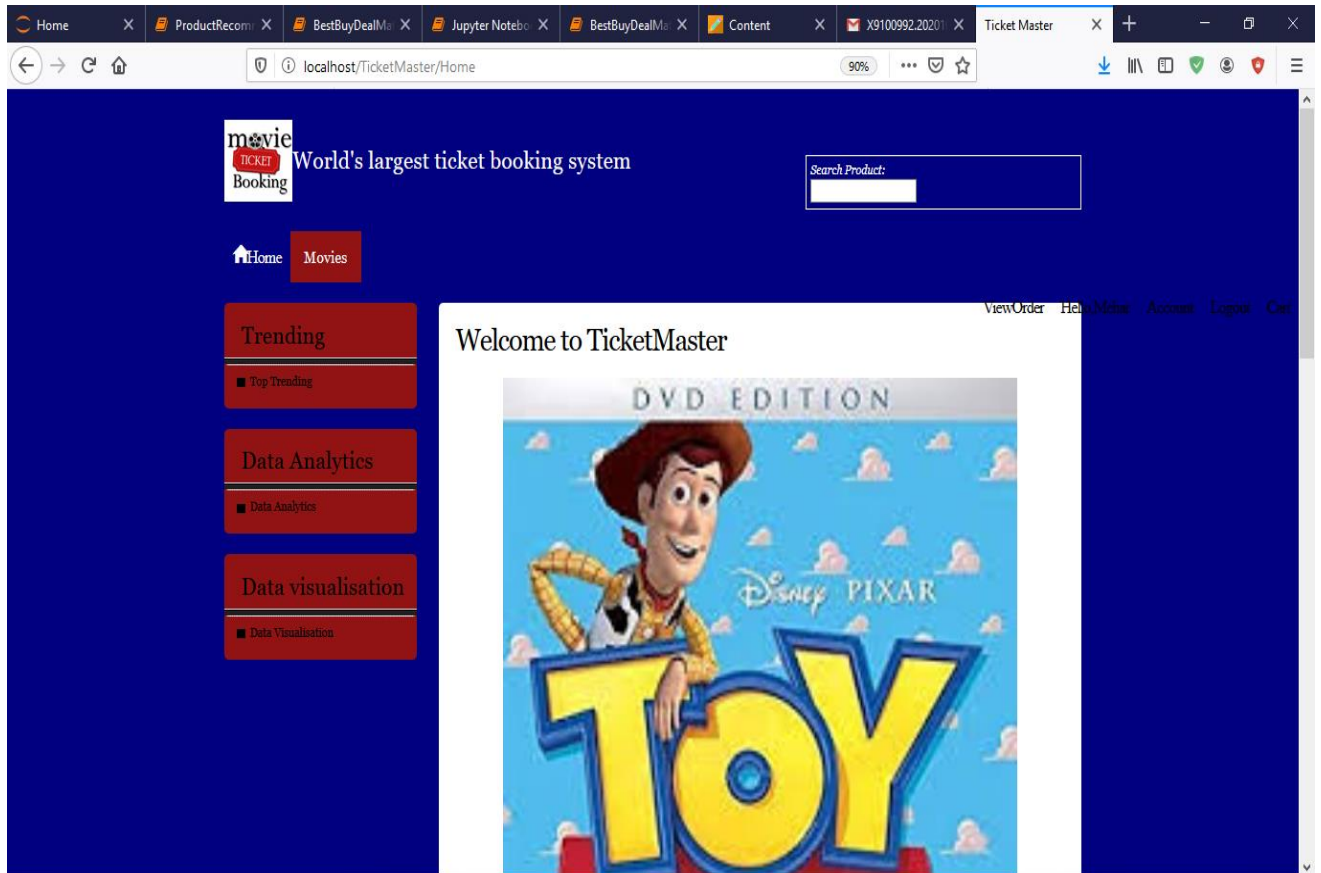 Home
ProductRecom
BestBuyDealMa
Jupyter Notebo
BestBuyDealMa
Content
X9100992.20201
Ticket Master
localhost/TicketMaster/Home
90%
movie
TICKET
Booking
World's largest ticket booking system
Search Product:
Home
Movies
ViewOrder Account Logout
Trending
Top Trending
Welcome to TicketMaster
DVD EDITION
Data Analytics
Data Analytics
Disney PIXAR
Data visualisation
Data Visualisation
TOY